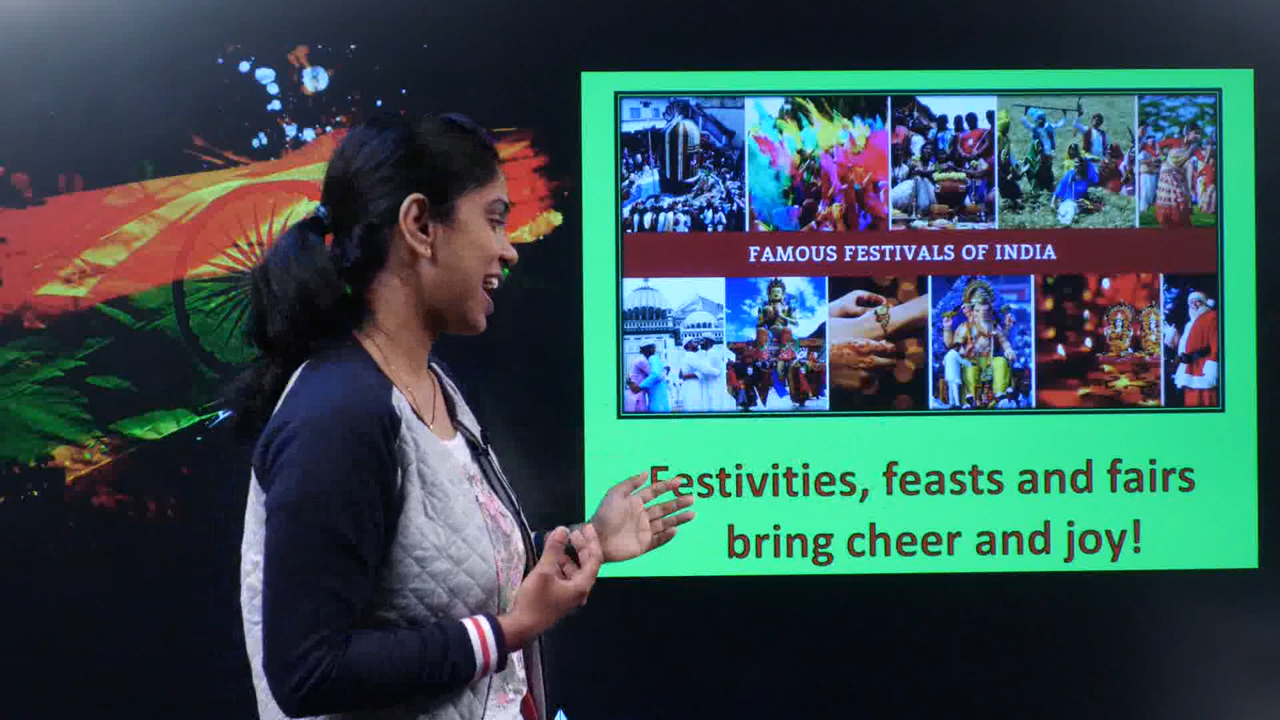 FAMOUS FESTIVALS OF INDIA
Festivities, feasts and fairs
bring cheer and joy!